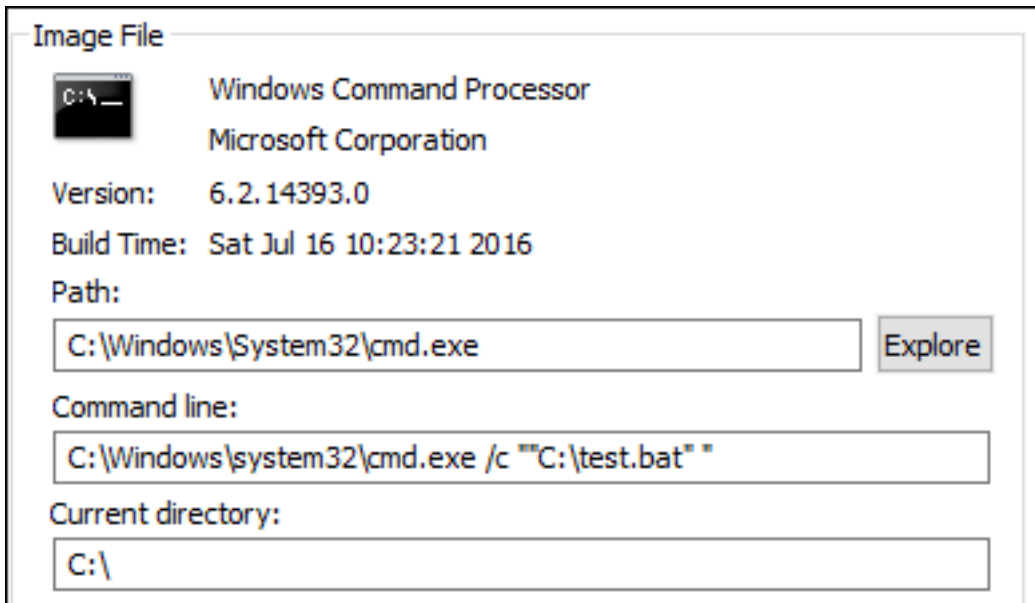 Image File
C:\
Windows Command Processor
Microsoft Corporation
Version: 6.2.14393.0
Build Time: Sat Jul 16 10:23:21 2016
Path:
C:\Windows\System32\cmd.exe Explore
Command line:
C:\Windows\system32\cmd.exe /c ""C:\test.bat" "
Current directory:
C:\